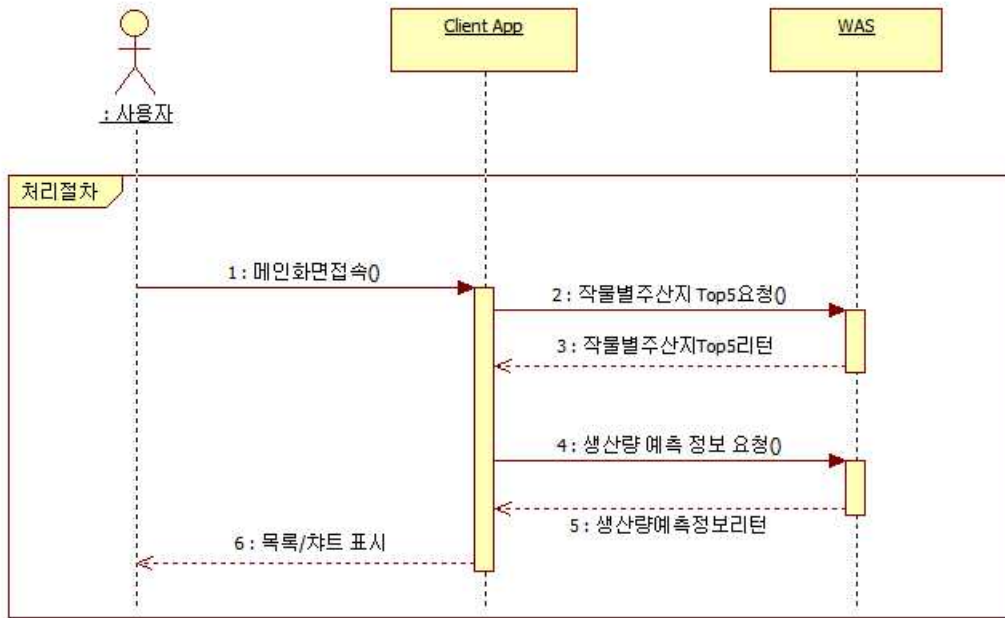 Client App
WAS
: 사용자
처리절차
1 : 메인화면접속()
2 : 작물별주산지 Top5요청()
3 : 작물별주산지Top5리턴
4 : 생산량 예측 정보 요청()
5 : 생산량예측정보리턴
6 : 목록/챠트 표시